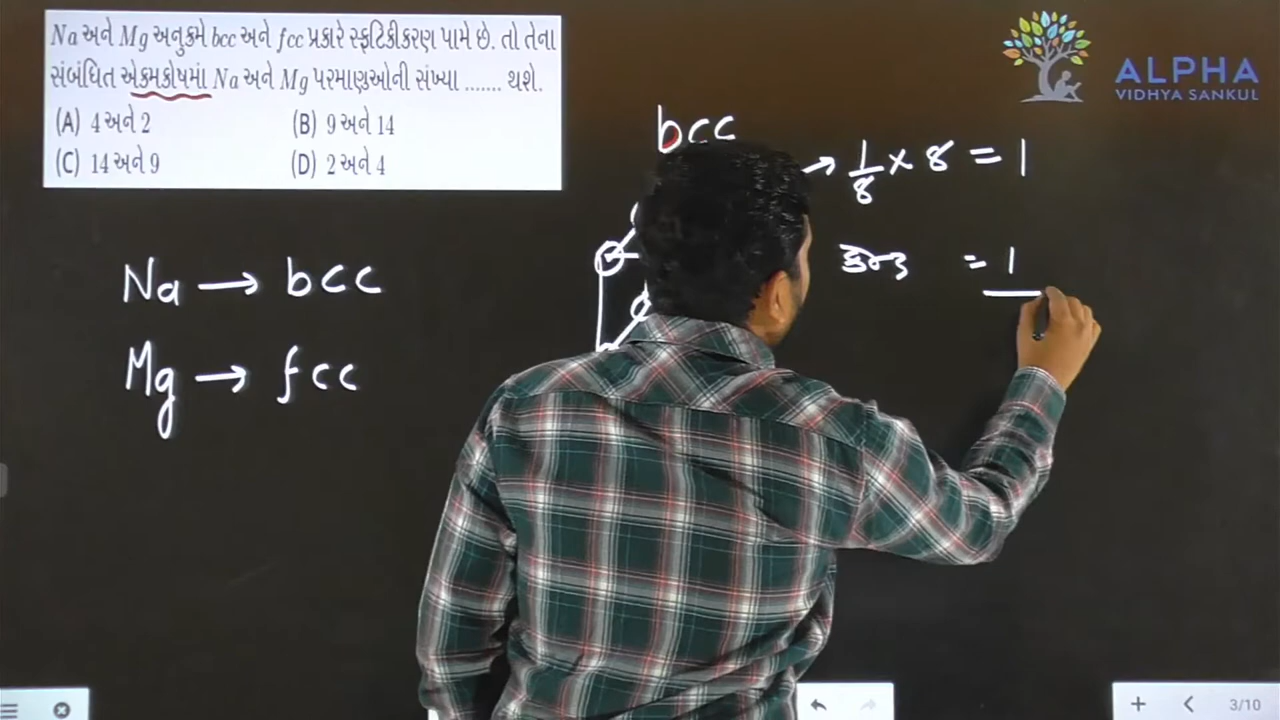 Na અને Mg અનુક્રમે bcc અને fcc પ્રકારે સ્ફટિકીકરણ પામે છે. તો તેના
સંબંધિત એકમકોષમાં Na અને Mg પરમાણુઓની સંખ્યા ....... થશે.
(A) 4 અને 2
(B) 9 અને 14
(C) 14 અને 9
(D) 2 અને 4
ALPHA
VIDHYA SANKUL
bcc
→ 1/8 × 8 = 1
કેન્દ્ર = 1
Na → bcc
Mg → fcc
3/10